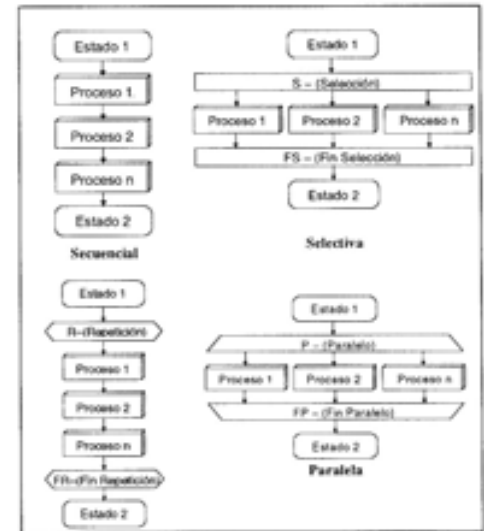 Estado 1
Proceso 1.
Proceso 2
Proceso n
Estado 2
Secuencial
Estado 1
S – (Selección)
Proceso 1 Proceso 2 Proceso n
FS – (Fin Selección)
Estado 2
Selectiva
Estado 1
R–(Repetición)
Proceso 1
Proceso 2
Proceso n
FR–(Fin Repetición)
Estado 2
Estado 1
P – (Paralelo)
Proceso 1 Proceso 2 Proceso n
FP – (Fin Paralelo)
Estado 2
Paralela